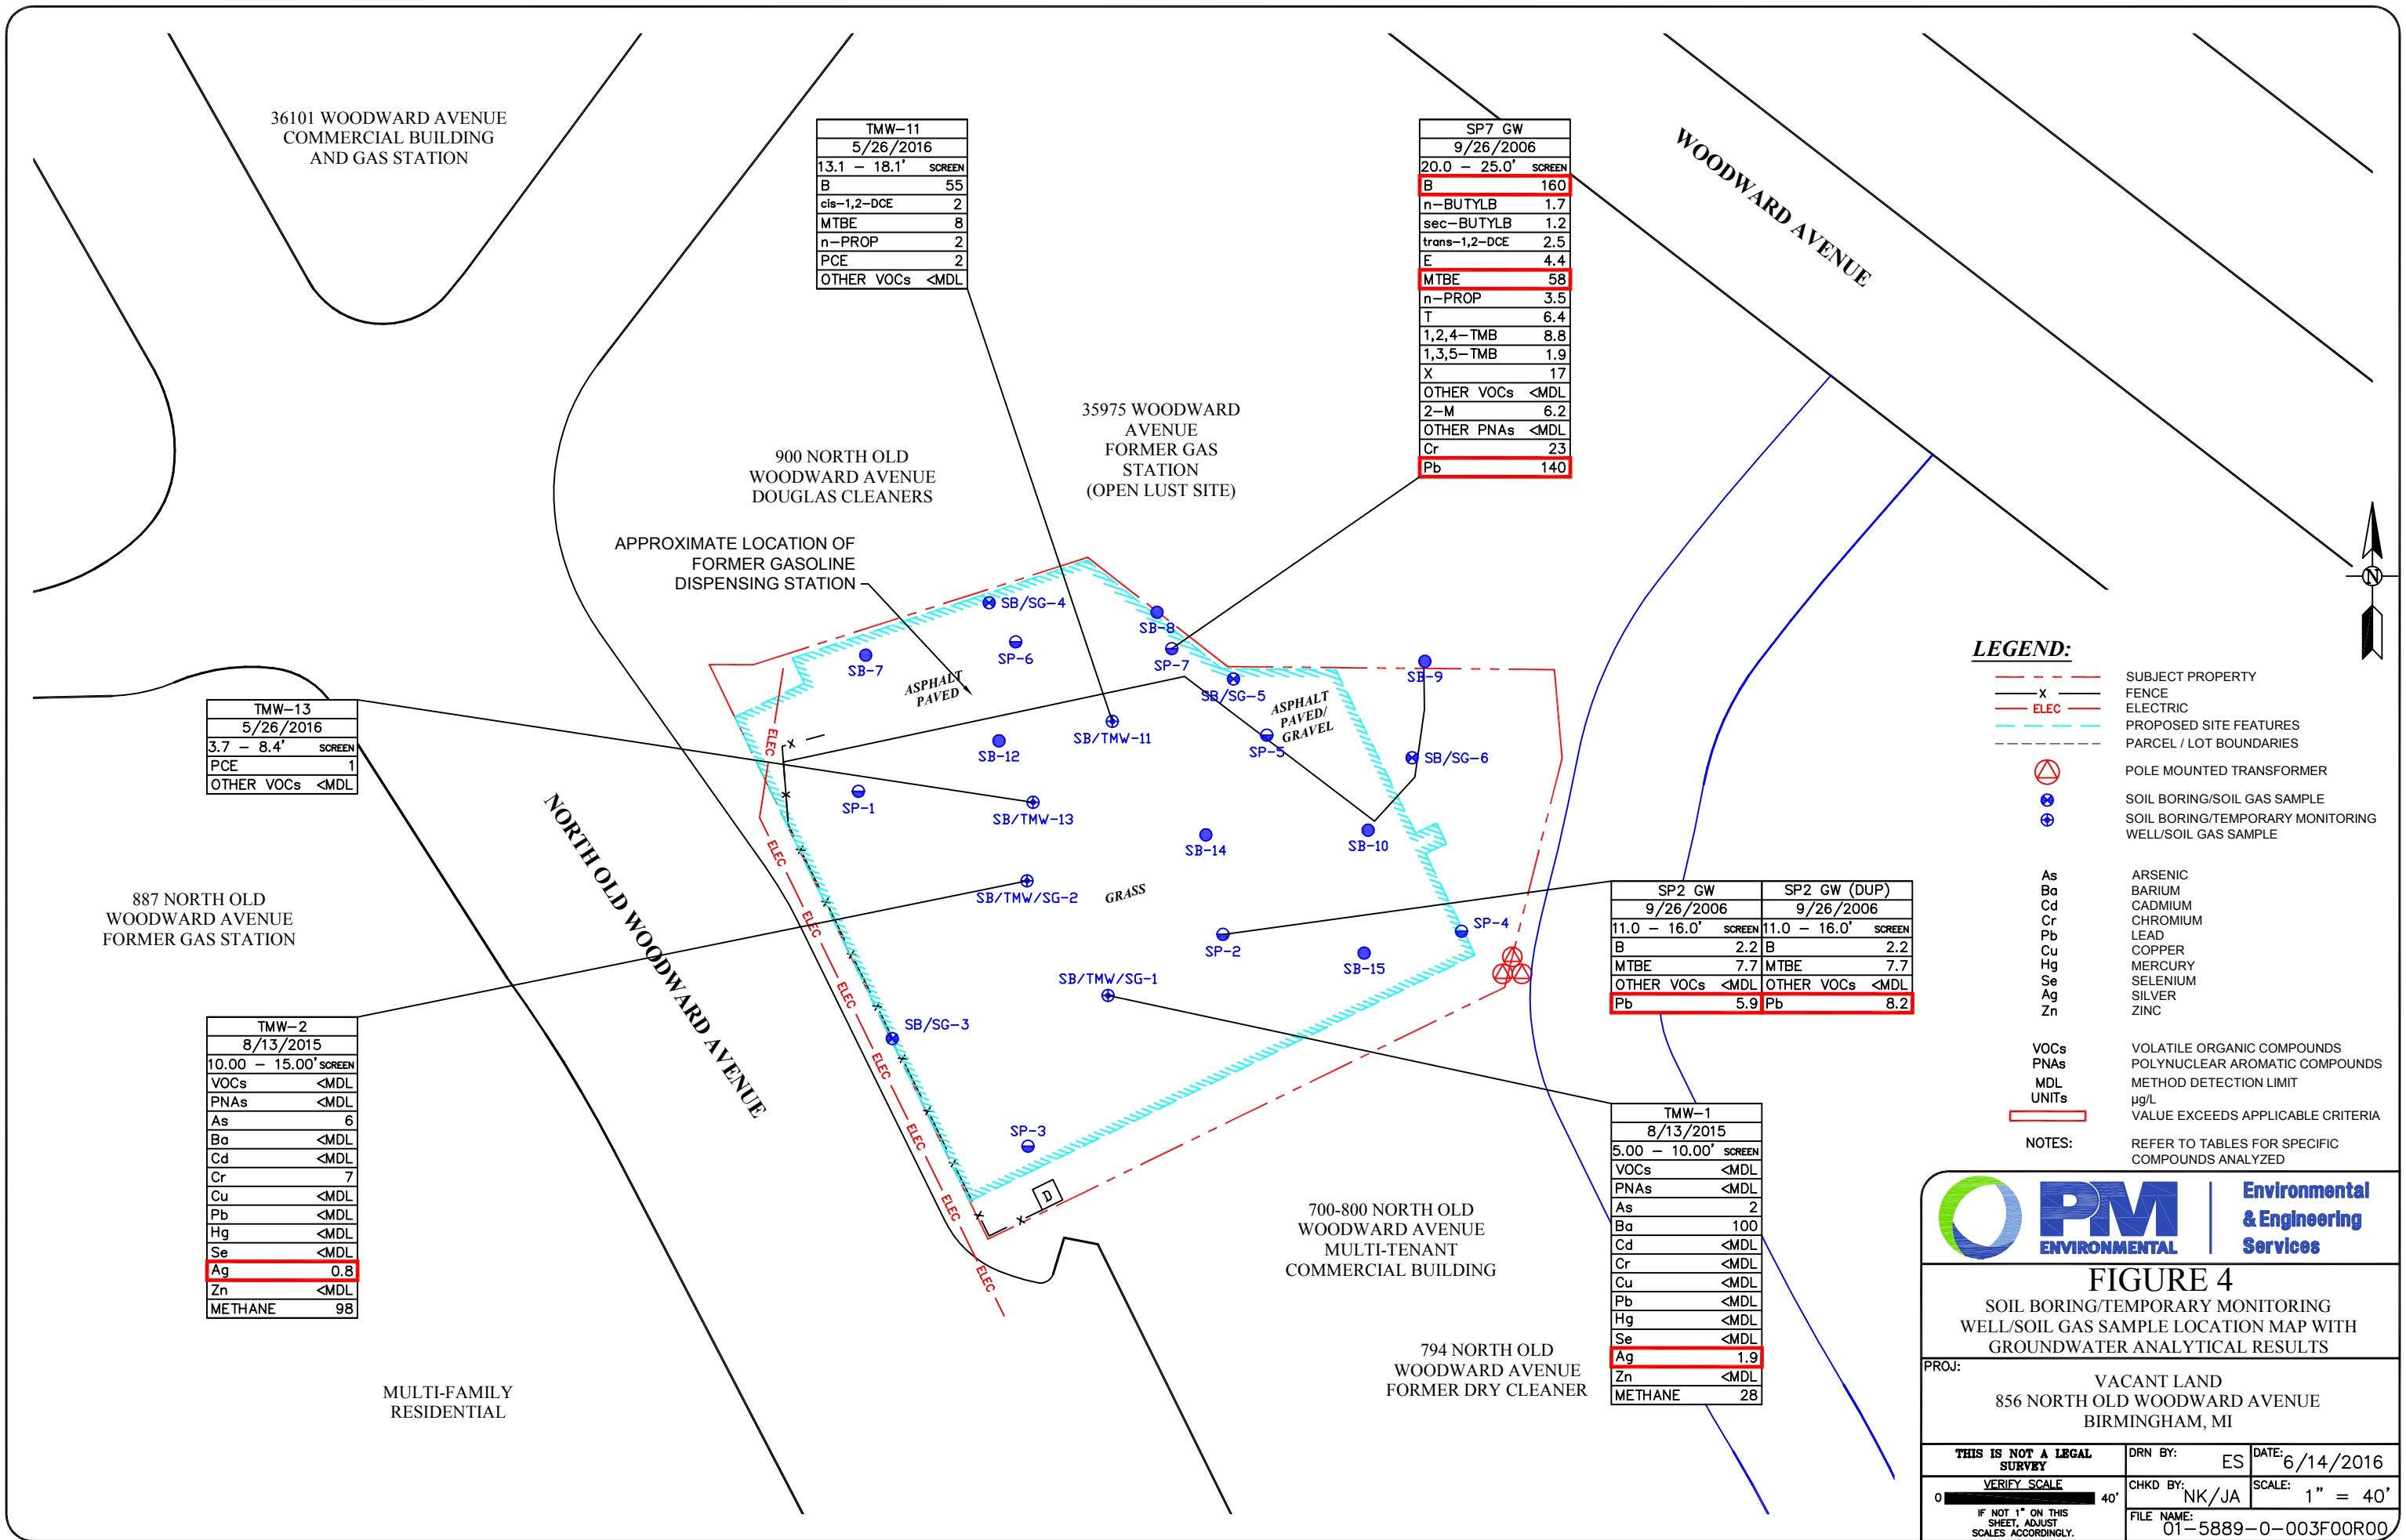 36101 WOODWARD AVENUE
COMMERCIAL BUILDING
AND GAS STATION
TMW-11
5/26/2016
13.1 - 18.1' SCREEN
B 55
cis-1,2-DCE 2
MTBE 8
n-PROP 2
PCE 2
OTHER VOCs <MDL
SP7 GW
9/26/2006
20.0 - 25.0' SCREEN
B 160
n-BUTYLB 1.7
sec-BUTYLB 1.2
trans-1,2-DCE 2.5
E 4.4
MTBE 58
n-PROP 3.5
T 6.4
1,2,4-TMB 8.8
1,3,5-TMB 1.9
X 17
OTHER VOCs <MDL
2-M 6.2
OTHER PNAs <MDL
Cr 23
Pb 140
WOODWARD AVENUE
35975 WOODWARD
AVENUE
FORMER GAS
STATION
(OPEN LUST SITE)
900 NORTH OLD
WOODWARD AVENUE
DOUGLAS CLEANERS
APPROXIMATE LOCATION OF
FORMER GASOLINE
DISPENSING STATION
N
SB/SG-4
SB-8
SP-6
SB-7
SP-7
SB-9
ASPHALT
PAVED
SB/SG-5
ASPHALT
PAVED/
GRAVEL
SB/TMW-11
SB-12
SP-5
SB/SG-6
ELEC
X
X
SP-1
SB/TMW-13
SB-14
SB-10
ELEC
X
SB/TMW/SG-2
GRASS
X
ELEC
SP-2
SP-4
SB-15
X
SB/TMW/SG-1
ELEC
X
SB/SG-3
ELEC
X
X
SP-3
ELEC
X
D
ELEC
X
X
ELEC
TMW-13
5/26/2016
3.7 - 8.4' SCREEN
PCE 1
OTHER VOCs <MDL
NORTH OLD WOODWARD AVENUE
887 NORTH OLD
WOODWARD AVENUE
FORMER GAS STATION
TMW-2
8/13/2015
10.00 - 15.00' SCREEN
VOCs <MDL
PNAs <MDL
As 6
Ba <MDL
Cd <MDL
Cr 7
Cu <MDL
Pb <MDL
Hg <MDL
Se <MDL
Ag 0.8
Zn <MDL
METHANE 98
MULTI-FAMILY
RESIDENTIAL
SP2 GW SP2 GW (DUP)
9/26/2006 9/26/2006
11.0 - 16.0' SCREEN 11.0 - 16.0' SCREEN
B 2.2 B 2.2
MTBE 7.7 MTBE 7.7
OTHER VOCs <MDL OTHER VOCs <MDL
Pb 5.9 Pb 8.2
TMW-1
8/13/2015
5.00 - 10.00' SCREEN
VOCs <MDL
PNAs <MDL
As 2
Ba 100
Cd <MDL
Cr <MDL
Cu <MDL
Pb <MDL
Hg <MDL
Se <MDL
Ag 1.9
Zn <MDL
METHANE 28
700-800 NORTH OLD
WOODWARD AVENUE
MULTI-TENANT
COMMERCIAL BUILDING
794 NORTH OLD
WOODWARD AVENUE
FORMER DRY CLEANER
LEGEND:
SUBJECT PROPERTY
X FENCE
ELEC ELECTRIC
PROPOSED SITE FEATURES
PARCEL / LOT BOUNDARIES
POLE MOUNTED TRANSFORMER
SOIL BORING/SOIL GAS SAMPLE
SOIL BORING/TEMPORARY MONITORING
WELL/SOIL GAS SAMPLE
As ARSENIC
Ba BARIUM
Cd CADMIUM
Cr CHROMIUM
Pb LEAD
Cu COPPER
Hg MERCURY
Se SELENIUM
Ag SILVER
Zn ZINC
VOCs VOLATILE ORGANIC COMPOUNDS
PNAs POLYNUCLEAR AROMATIC COMPOUNDS
MDL METHOD DETECTION LIMIT
UNITs µg/L
VALUE EXCEEDS APPLICABLE CRITERIA
NOTES: REFER TO TABLES FOR SPECIFIC
COMPOUNDS ANALYZED
PM
ENVIRONMENTAL
Environmental
& Engineering
Services
FIGURE 4
SOIL BORING/TEMPORARY MONITORING
WELL/SOIL GAS SAMPLE LOCATION MAP WITH
GROUNDWATER ANALYTICAL RESULTS
PROJ:
VACANT LAND
856 NORTH OLD WOODWARD AVENUE
BIRMINGHAM, MI
THIS IS NOT A LEGAL
SURVEY
VERIFY SCALE
0 40'
IF NOT 1" ON THIS
SHEET, ADJUST
SCALES ACCORDINGLY.
DRN BY: ES
DATE: 6/14/2016
CHKD BY: NK/JA
SCALE: 1" = 40'
FILE NAME:
01-5889-0-003F00R00